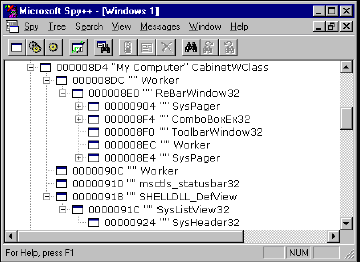 Microsoft Spy++ - [Windows 1]
Spy Tree Search View Messages Window Help
000008D4 "My Computer" CabinetWClass
000008DC "" Worker
000008E0 "" ReBarWindow32
00000904 "" SysPager
000008F4 "" ComboBoxEx32
000008F0 "" ToolbarWindow32
000008EC "" Worker
000008E4 "" SysPager
0000090C "" Worker
00000910 "" msctls_statusbar32
00000918 "" SHELLDLL_DefView
0000091C "" SysListView32
00000924 "" SysHeader32
For Help, press F1
NUM